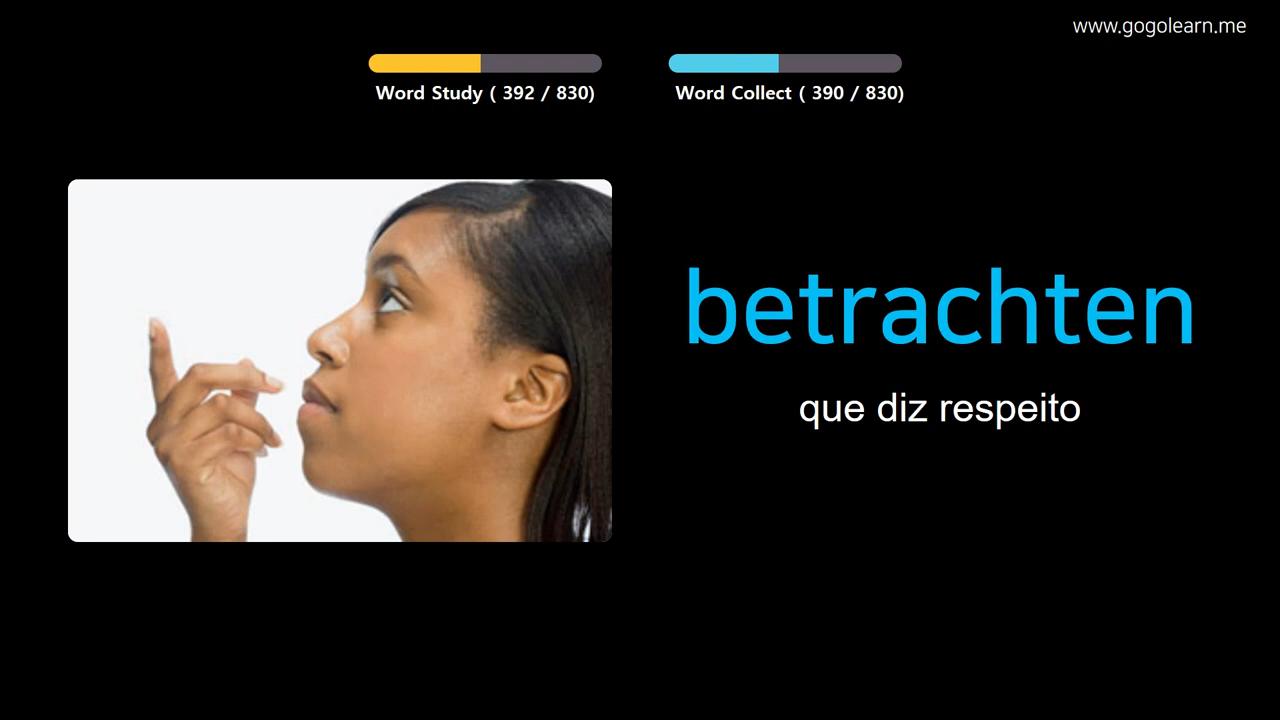 www.gogolearn.me
Word Study ( 392 / 830)
Word Collect ( 390 / 830)
betrachten
que diz respeito